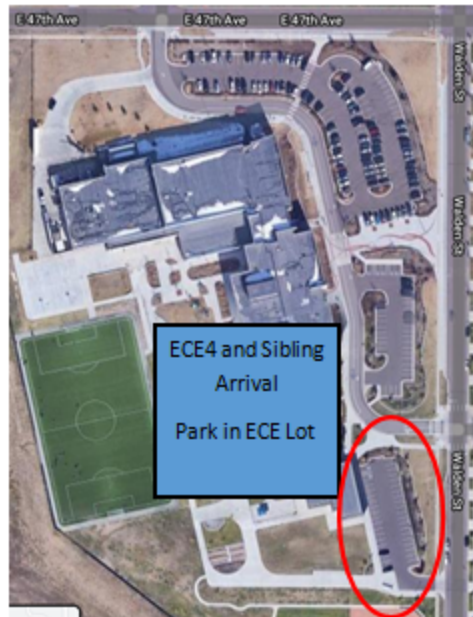 E 47th Ave
E 47th Ave
E 47th Ave
Walden St
Walden St
ECE4 and Sibling
Arrival
Park in ECE Lot
Walden St